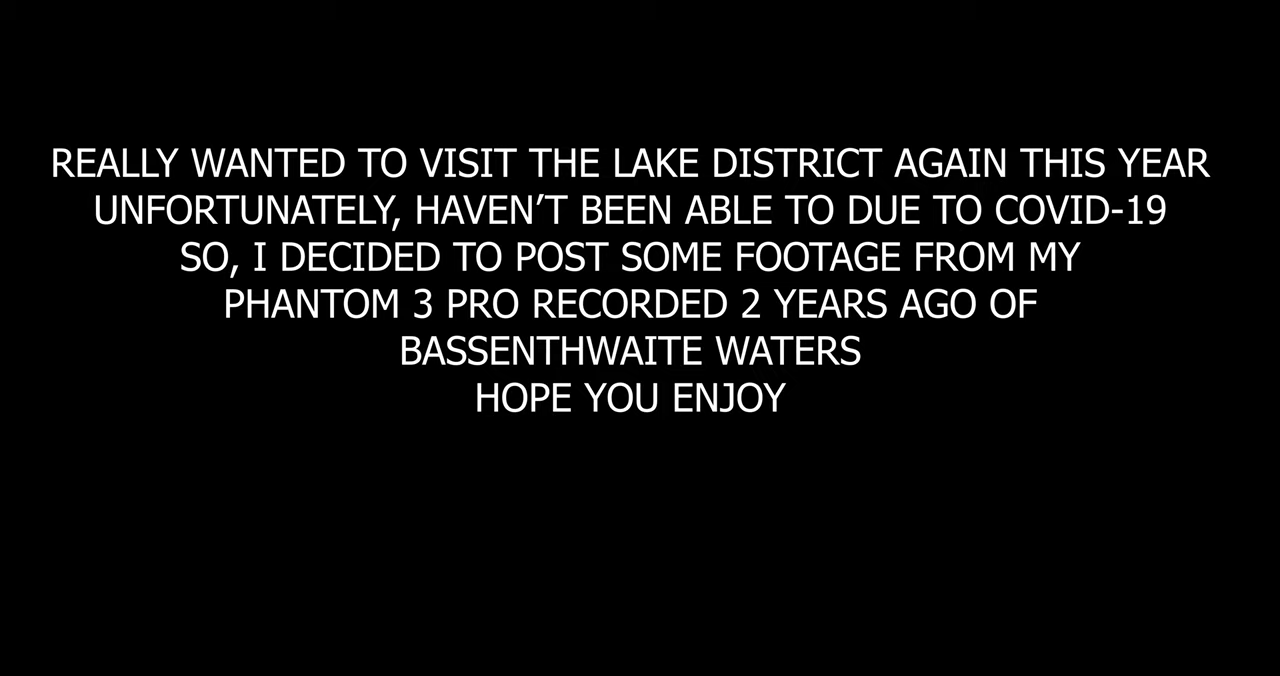 REALLY WANTED TO VISIT THE LAKE DISTRICT AGAIN THIS YEAR
UNFORTUNATELY, HAVEN’T BEEN ABLE TO DUE TO COVID-19
SO, I DECIDED TO POST SOME FOOTAGE FROM MY
PHANTOM 3 PRO RECORDED 2 YEARS AGO OF
BASSENTHWAITE WATERS
HOPE YOU ENJOY